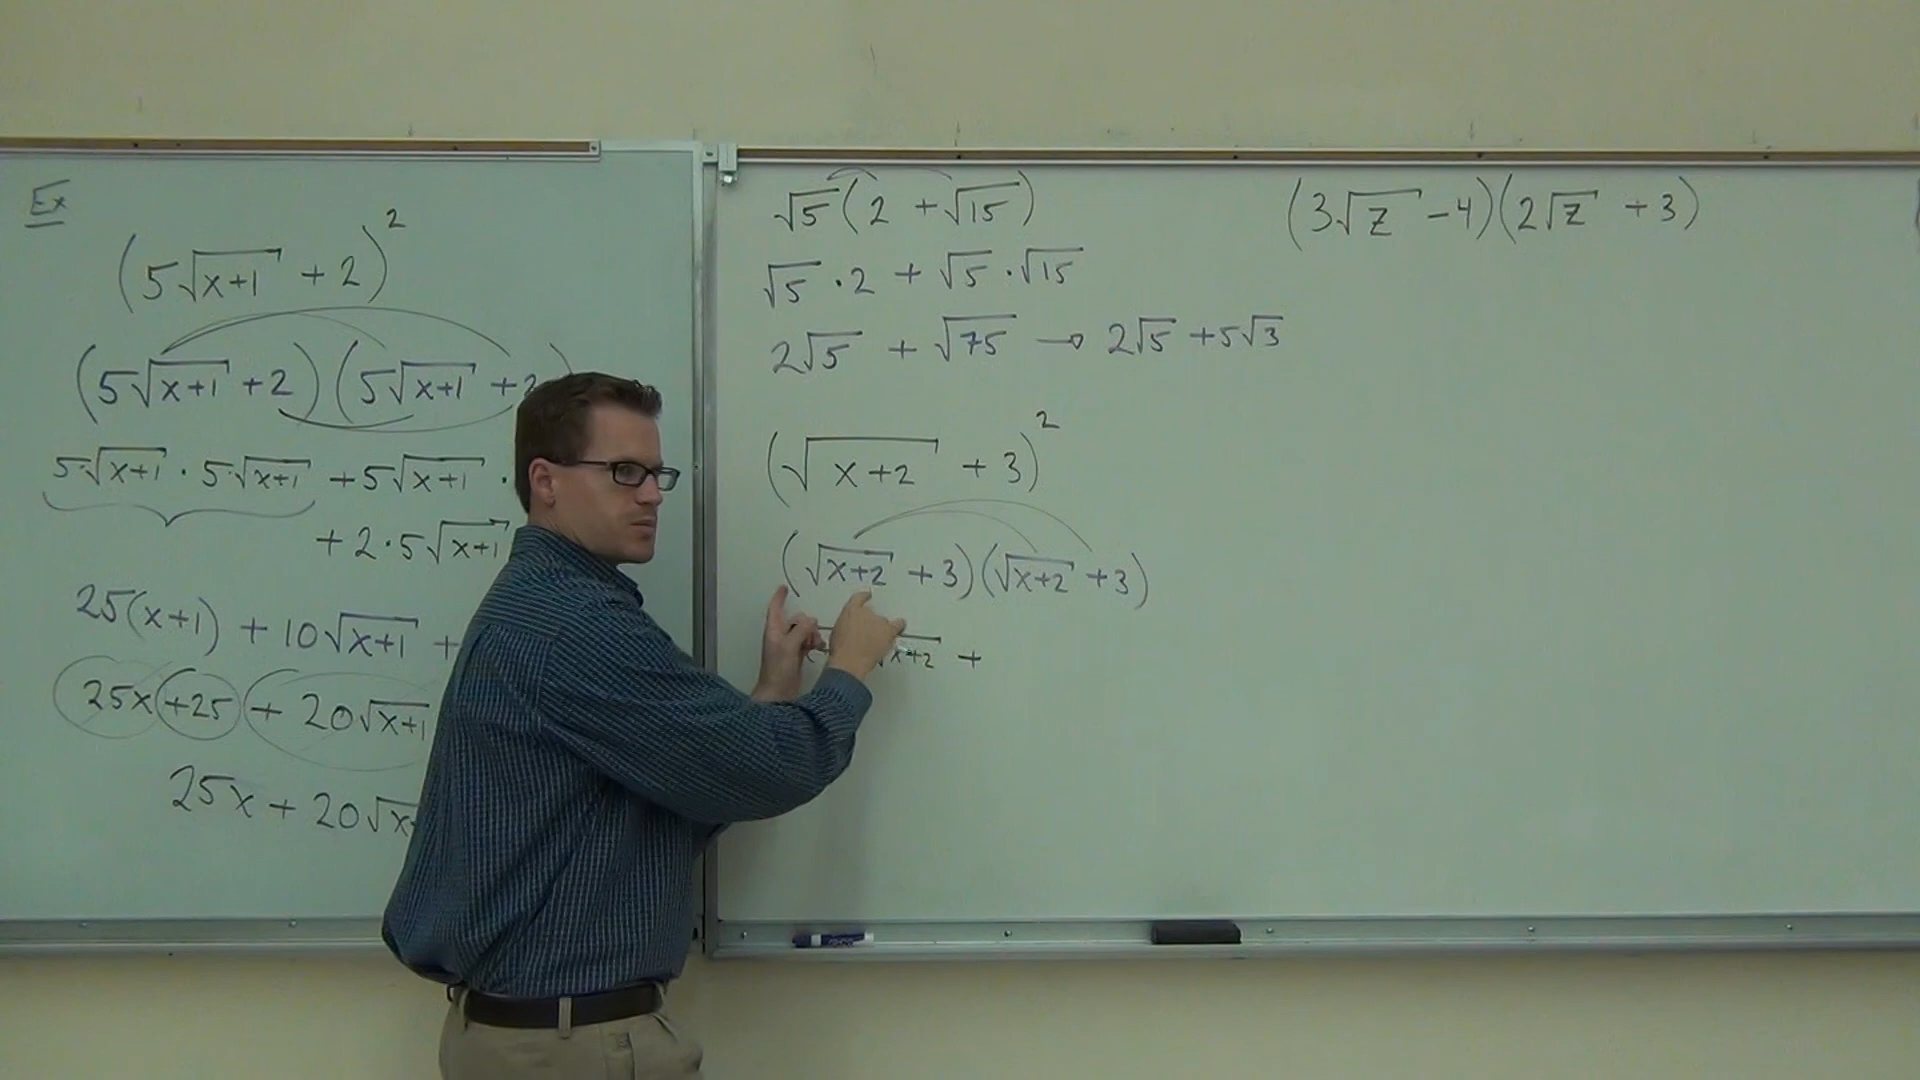 Ex
(5√(x+1) + 2)²
(5√(x+1) + 2)(5√(x+1) + 2
5√(x+1) · 5√(x+1) + 5√(x+1) ·
+ 2 · 5√(x+1)
25(x+1) + 10√(x+1) +
25x + 25 + 20√(x+1)
25x + 20√x
√5(2 + √15)
√5 · 2 + √5 · √15
2√5 + √75 → 2√5 + 5√3
(√(x+2) + 3)²
(√(x+2) + 3)(√(x+2) + 3)
√(x+2) +
(3√z − 4)(2√z + 3)